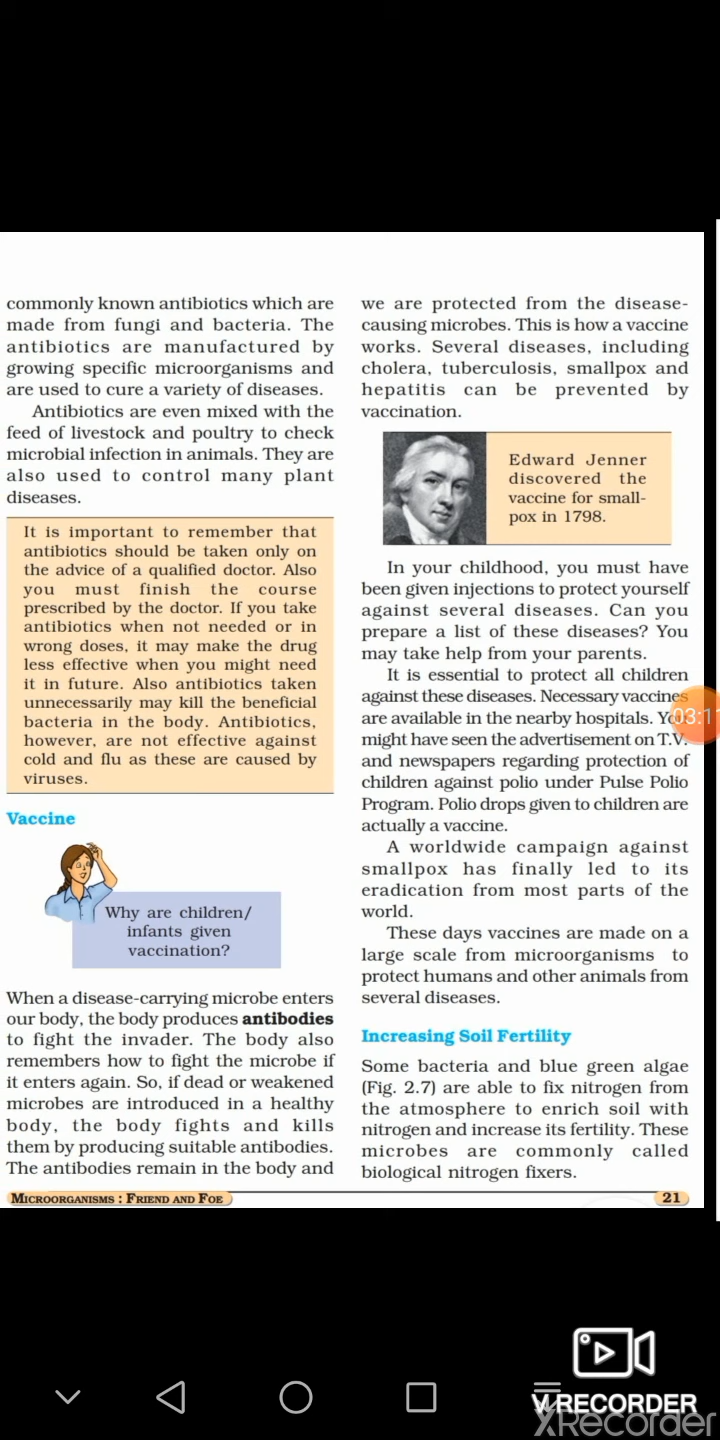 commonly known antibiotics which are
made from fungi and bacteria. The
antibiotics are manufactured by
growing specific microorganisms and
are used to cure a variety of diseases.
Antibiotics are even mixed with the
feed of livestock and poultry to check
microbial infection in animals. They are
also used to control many plant
diseases.
It is important to remember that
antibiotics should be taken only on
the advice of a qualified doctor. Also
you must finish the course
prescribed by the doctor. If you take
antibiotics when not needed or in
wrong doses, it may make the drug
less effective when you might need
it in future. Also antibiotics taken
unnecessarily may kill the beneficial
bacteria in the body. Antibiotics,
however, are not effective against
cold and flu as these are caused by
viruses.
Vaccine
Why are children/
infants given
vaccination?
When a disease-carrying microbe enters
our body, the body produces antibodies
to fight the invader. The body also
remembers how to fight the microbe if
it enters again. So, if dead or weakened
microbes are introduced in a healthy
body, the body fights and kills
them by producing suitable antibodies.
The antibodies remain in the body and
we are protected from the disease-
causing microbes. This is how a vaccine
works. Several diseases, including
cholera, tuberculosis, smallpox and
hepatitis can be prevented by
vaccination.
Edward Jenner
discovered the
vaccine for small-
pox in 1798.
In your childhood, you must have
been given injections to protect yourself
against several diseases. Can you
prepare a list of these diseases? You
may take help from your parents.
It is essential to protect all children
against these diseases. Necessary vaccines
are available in the nearby hospitals. You
might have seen the advertisement on T.V.
and newspapers regarding protection of
children against polio under Pulse Polio
Program. Polio drops given to children are
actually a vaccine.
A worldwide campaign against
smallpox has finally led to its
eradication from most parts of the
world.
These days vaccines are made on a
large scale from microorganisms to
protect humans and other animals from
several diseases.
Increasing Soil Fertility
Some bacteria and blue green algae
(Fig. 2.7) are able to fix nitrogen from
the atmosphere to enrich soil with
nitrogen and increase its fertility. These
microbes are commonly called
biological nitrogen fixers.
MICROORGANISMS : FRIEND AND FOE
21
V RECORDER
XRecorder